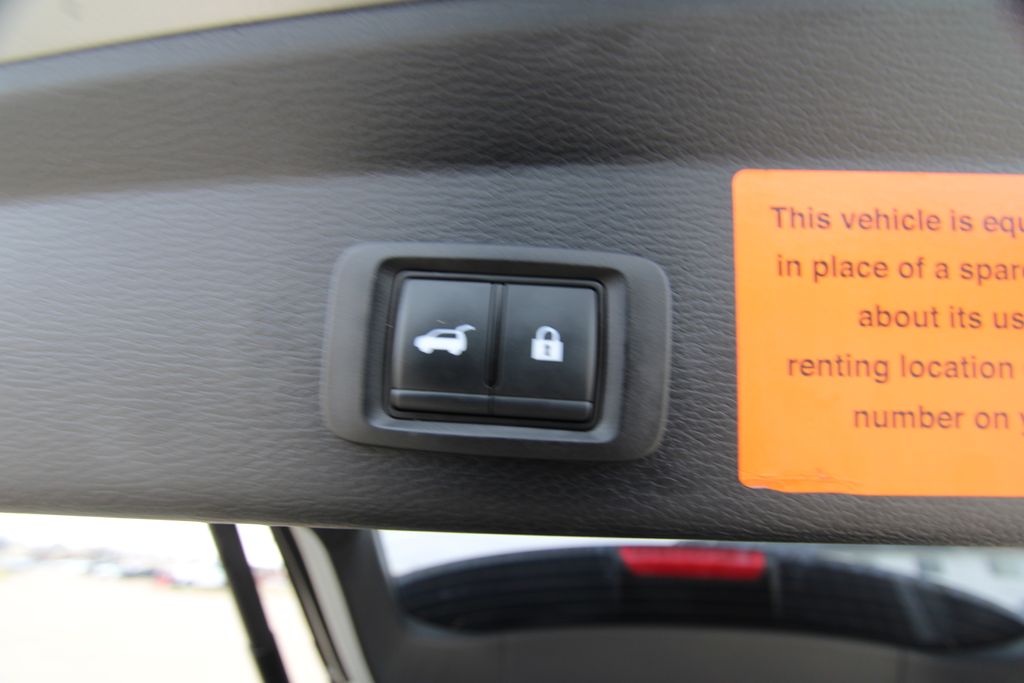 This vehicle is equ
in place of a spar
about its us
renting location
number on y